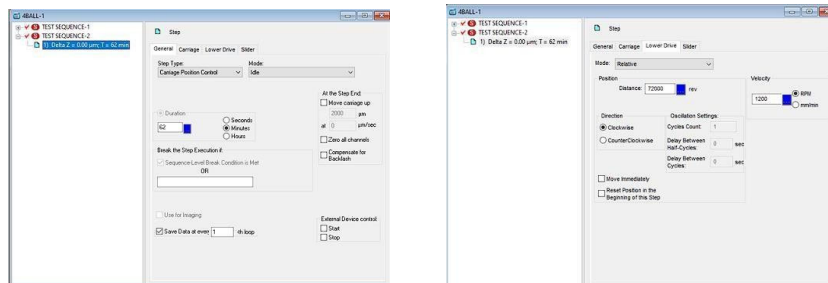 4BALL-1
TEST SEQUENCE-1
TEST SEQUENCE-2
1) Delta Z = 0.00 µm; T = 62 min
Step
General Carriage Lower Drive Slider
Step Type: Mode:
Carriage Position Control Idle
At the Step End:
Move carriage up
2000 µm
at 0 µm/sec
Zero all channels
Compensate for
Backlash
Duration
62
Seconds
Minutes
Hours
Break the Step Execution if:
Sequence-Level Break Condition is Met
OR
Use for Imaging
Save Data at every 1 th loop
External Device control:
Start
Stop
4BALL-1
TEST SEQUENCE-1
TEST SEQUENCE-2
1) Delta Z = 0.00 µm; T = 62 min
Step
General Carriage Lower Drive Slider
Mode: Relative
Position
Distance: 72000 rev
Velocity
1200
RPM
mm/min
Direction
Clockwise
CounterClockwise
Oscillation Settings
Cycles Count: 1
Delay Between
Half-Cycles: 0 sec
Delay Between
Cycles: 0 sec
Move Immediately
Reset Position in the
Beginning of this Step